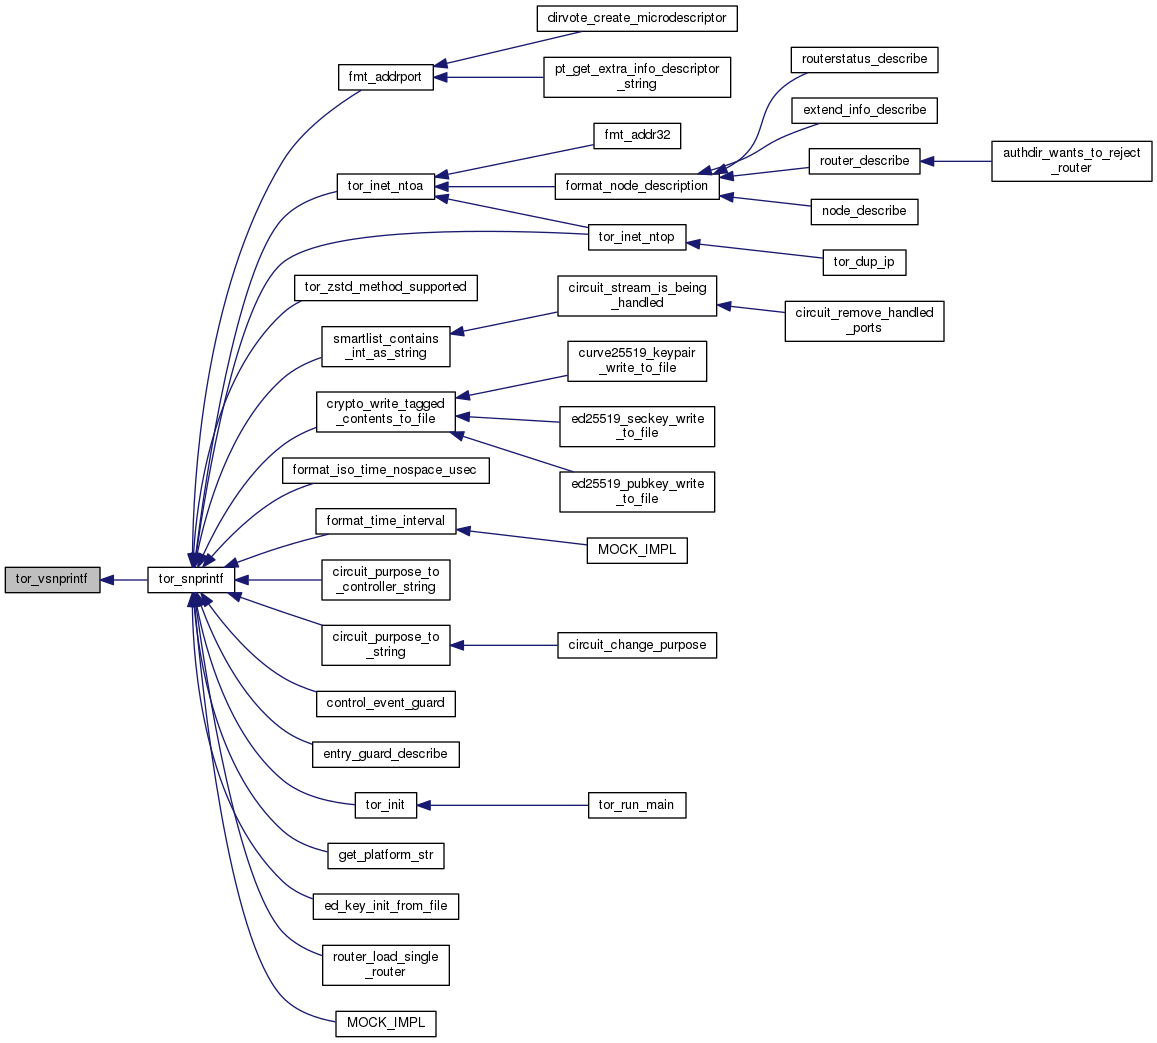 dirvote_create_microdescriptor
fmt_addrport
pt_get_extra_info_descriptor
_string
routerstatus_describe
extend_info_describe
fmt_addr32
router_describe
authdir_wants_to_reject
_router
tor_inet_ntoa
format_node_description
node_describe
tor_inet_ntop
tor_dup_ip
tor_zstd_method_supported
circuit_stream_is_being
_handled
circuit_remove_handled
_ports
smartlist_contains
_int_as_string
curve25519_keypair
_write_to_file
crypto_write_tagged
_contents_to_file
ed25519_seckey_write
_to_file
format_iso_time_nospace_usec
ed25519_pubkey_write
_to_file
format_time_interval
MOCK_IMPL
tor_vsnprintf
tor_snprintf
circuit_purpose_to
_controller_string
circuit_purpose_to
_string
circuit_change_purpose
control_event_guard
entry_guard_describe
tor_init
tor_run_main
get_platform_str
ed_key_init_from_file
router_load_single
_router
MOCK_IMPL